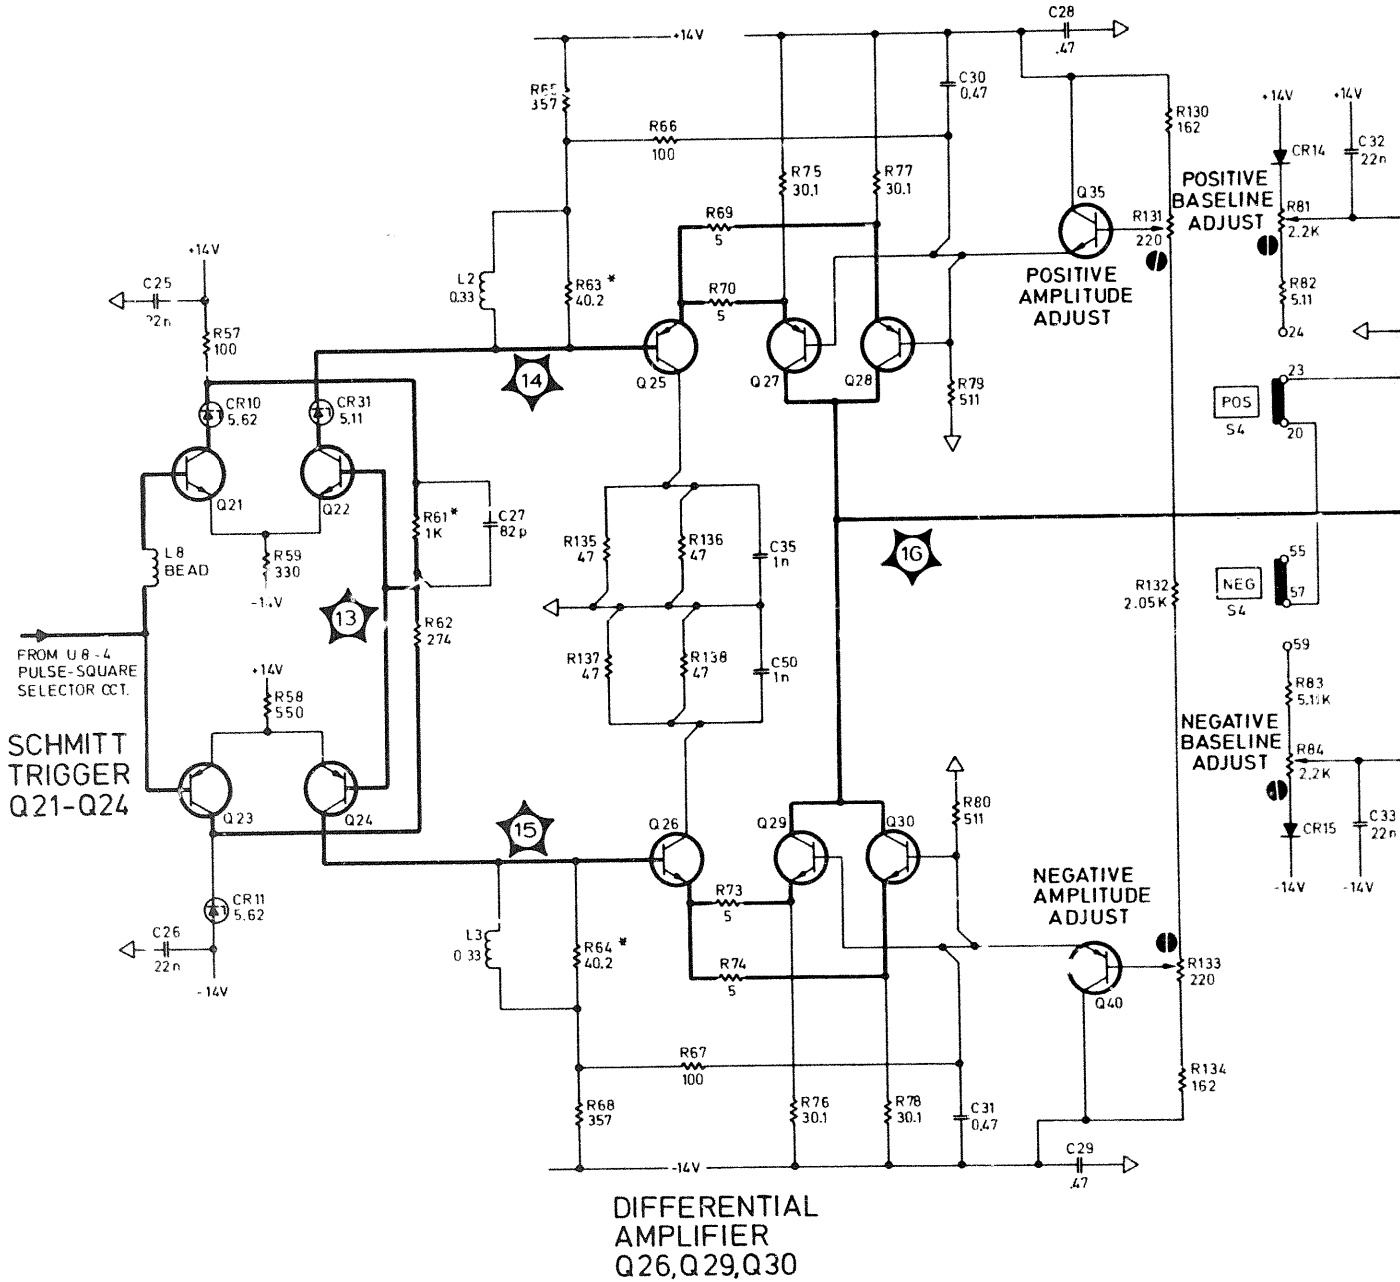 C28
.47
+14V
R65
357
C30
0.47
R66
100
R130
162
+14V
+14V
CR14
C32
22n
R75
30.1
R77
30.1
Q35
POSITIVE
BASELINE
ADJUST
R81
2.2K
R69
5
R131
220
+14V
C25
22n
L2
0.33
R63*
40.2
R70
5
POSITIVE
AMPLITUDE
ADJUST
R82
5.11
24
R57
100
14
Q25
Q27
Q28
R79
511
23
POS
S4
20
CR10
5.62
CR31
5.11
Q21
Q22
R61*
1K
C27
82p
R135
47
R136
47
C35
1n
16
L8
BEAD
R59
330
-14V
13
55
NEG
S4
57
R132
2.05K
R62
274
FROM U8-4
PULSE-SQUARE
SELECTOR CCT.
R137
47
R138
47
C50
1n
59
+14V
R58
550
R83
5.11K
SCHMITT
TRIGGER
Q21-Q24
NEGATIVE
BASELINE
ADJUST
R84
2.2K
Q23
Q24
15
Q26
Q29
Q30
R80
511
CR15
C33
22n
-14V
-14V
CR11
5.62
R73
5
NEGATIVE
AMPLITUDE
ADJUST
C26
22n
L3
0.33
R64*
40.2
R74
5
R133
220
-14V
Q40
R67
100
R134
162
R68
357
R76
30.1
R78
30.1
C31
0.47
-14V
C29
.47
DIFFERENTIAL
AMPLIFIER
Q26,Q29,Q30